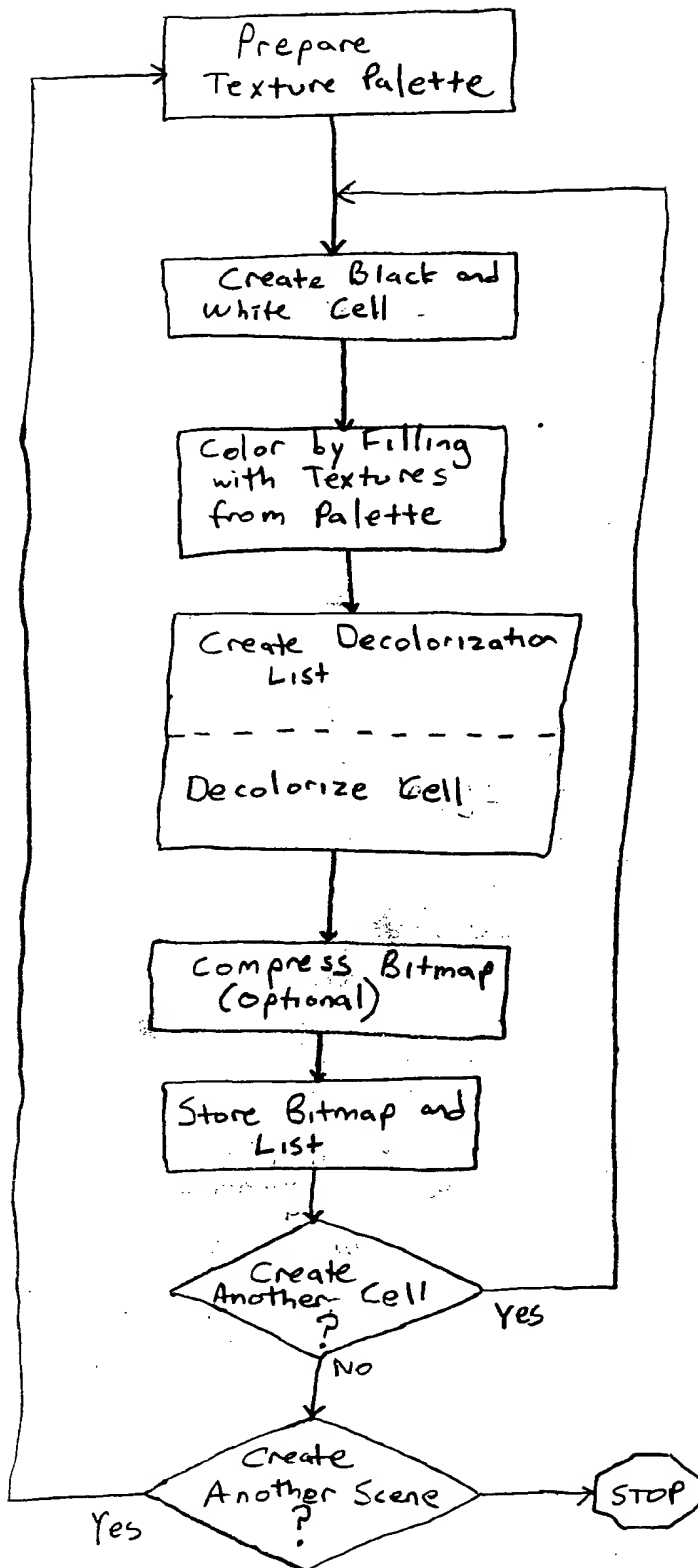 Prepare
Texture Palette
Create Black and
White Cell
Color by Filling
with Textures
from Palette
Create Decolorization
List
Decolorize Cell
Compress Bitmap
(Optional)
Store Bitmap and
List
Create
Another Cell
?
Yes
No
Create
Another Scene
?
Yes
STOP